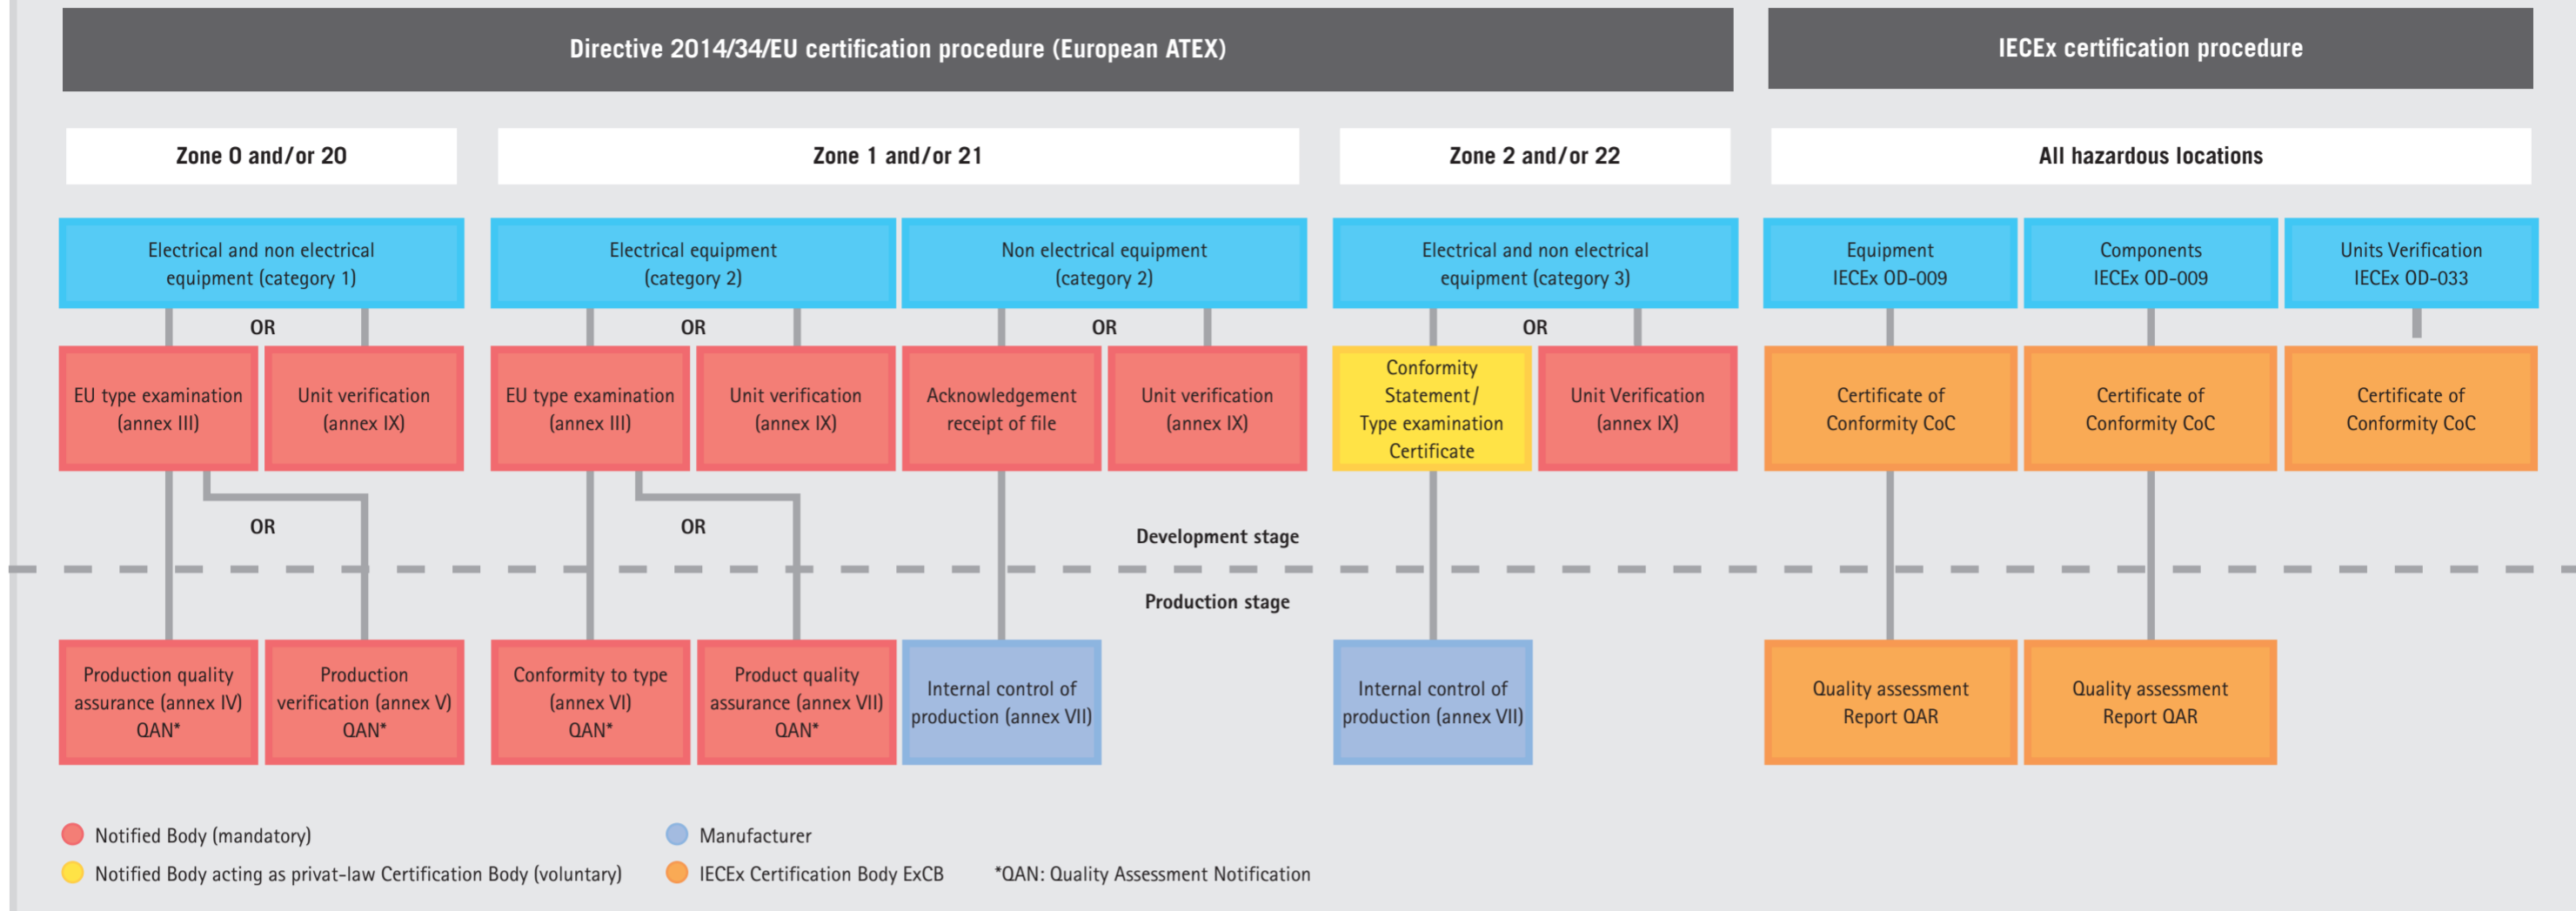 Directive 2014/34/EU certification procedure (European ATEX)
IECEx certification procedure
Zone 0 and/or 20
Zone 1 and/or 21
Zone 2 and/or 22
All hazardous locations
Electrical and non electrical
equipment (category 1)
Electrical equipment
(category 2)
Non electrical equipment
(category 2)
Electrical and non electrical
equipment (category 3)
Equipment
IECEx OD-009
Components
IECEx OD-009
Units Verification
IECEx OD-033
OR
OR
OR
OR
EU type examination
(annex III)
Unit verification
(annex IX)
EU type examination
(annex III)
Unit verification
(annex IX)
Acknowledgement
receipt of file
Unit verification
(annex IX)
Conformity
Statement/
Type examination
Certificate
Unit Verification
(annex IX)
Certificate of
Conformity CoC
Certificate of
Conformity CoC
Certificate of
Conformity CoC
OR
OR
Development stage
Production stage
Production quality
assurance (annex IV)
QAN*
Production
verification (annex V)
QAN*
Conformity to type
(annex VI)
QAN*
Product quality
assurance (annex VII)
QAN*
Internal control of
production (annex VII)
Internal control of
production (annex VII)
Quality assessment
Report QAR
Quality assessment
Report QAR
Notified Body (mandatory)
Manufacturer
Notified Body acting as privat-law Certification Body (voluntary)
IECEx Certification Body ExCB
*QAN: Quality Assessment Notification